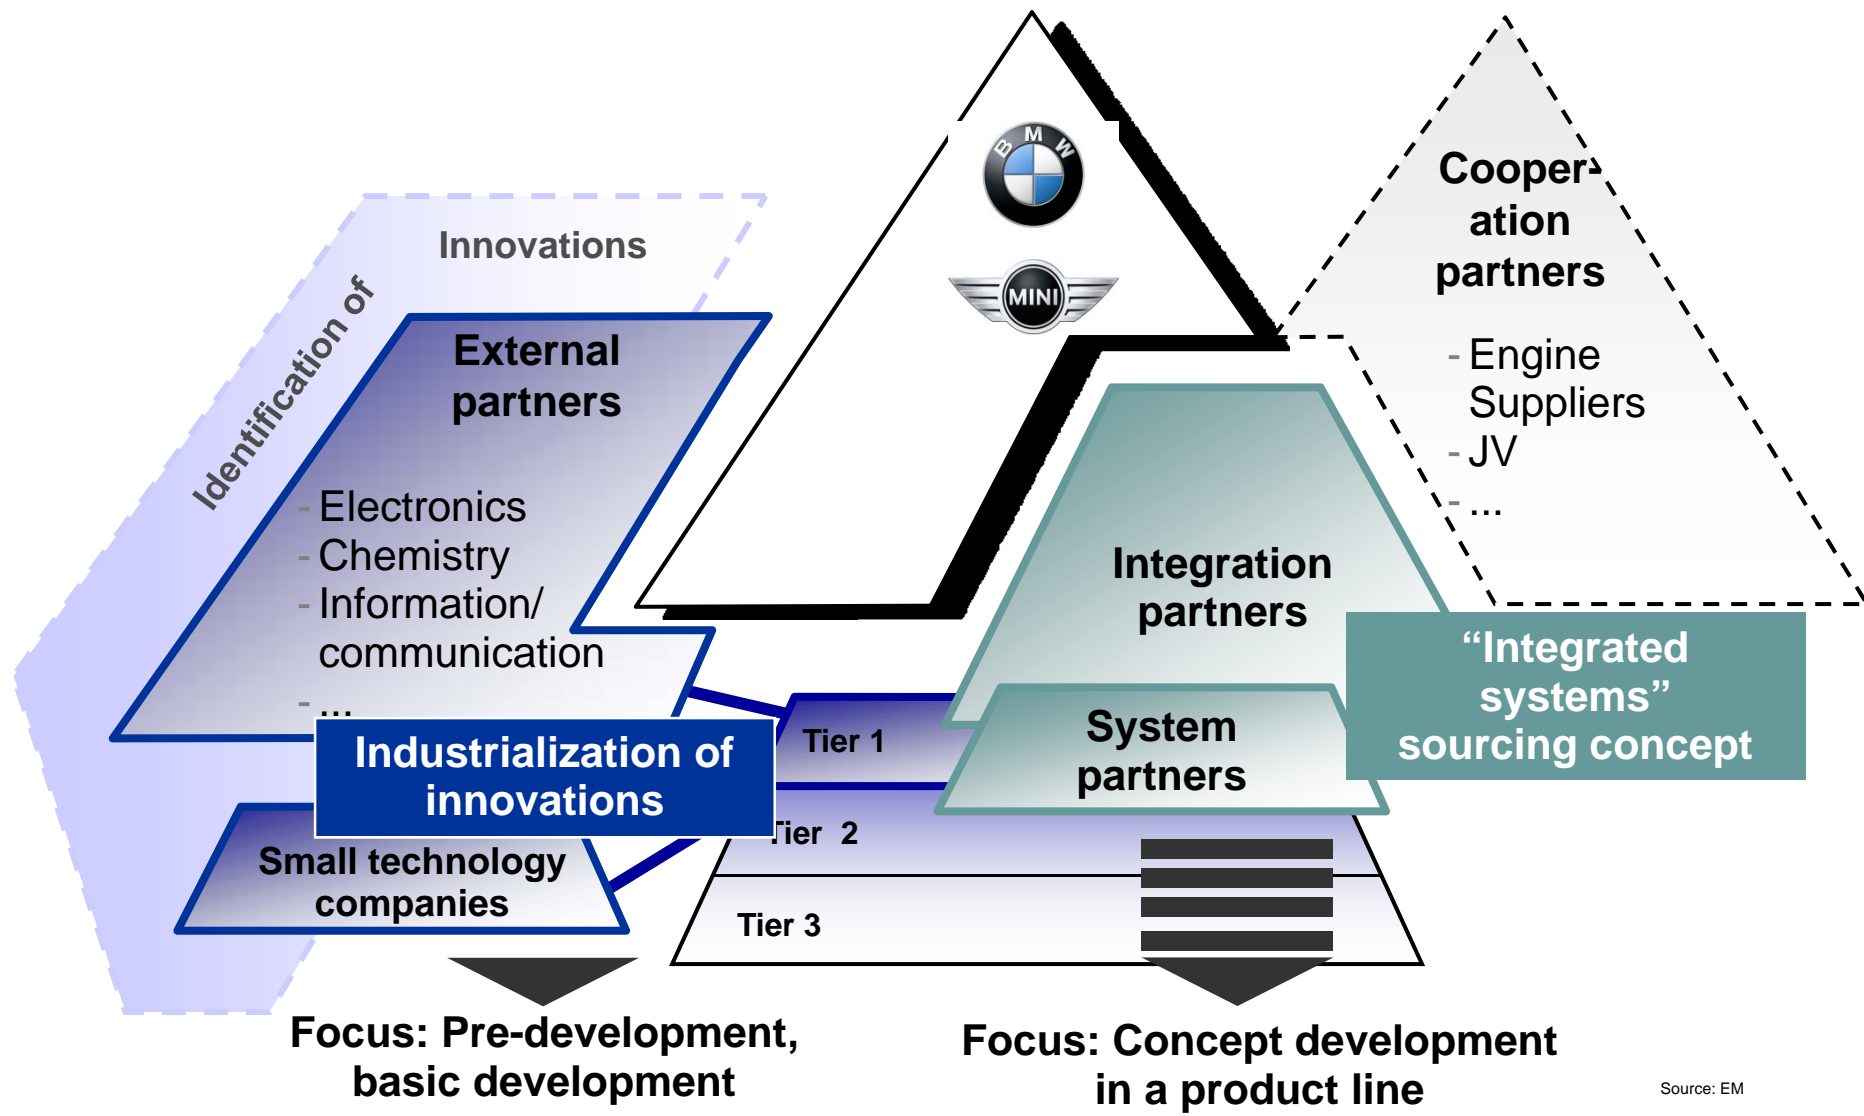 BMW
MINI
Cooper-
ation
partners
- Engine
Suppliers
- JV
- ...
Innovations
Identification of
External
partners
- Electronics
- Chemistry
- Information/
communication
- ...
Industrialization of
innovations
Small technology
companies
Integration
partners
System
partners
“Integrated
systems”
sourcing concept
Tier 1
Tier 2
Tier 3
Focus: Pre-development,
basic development
Focus: Concept development
in a product line
Source: EM